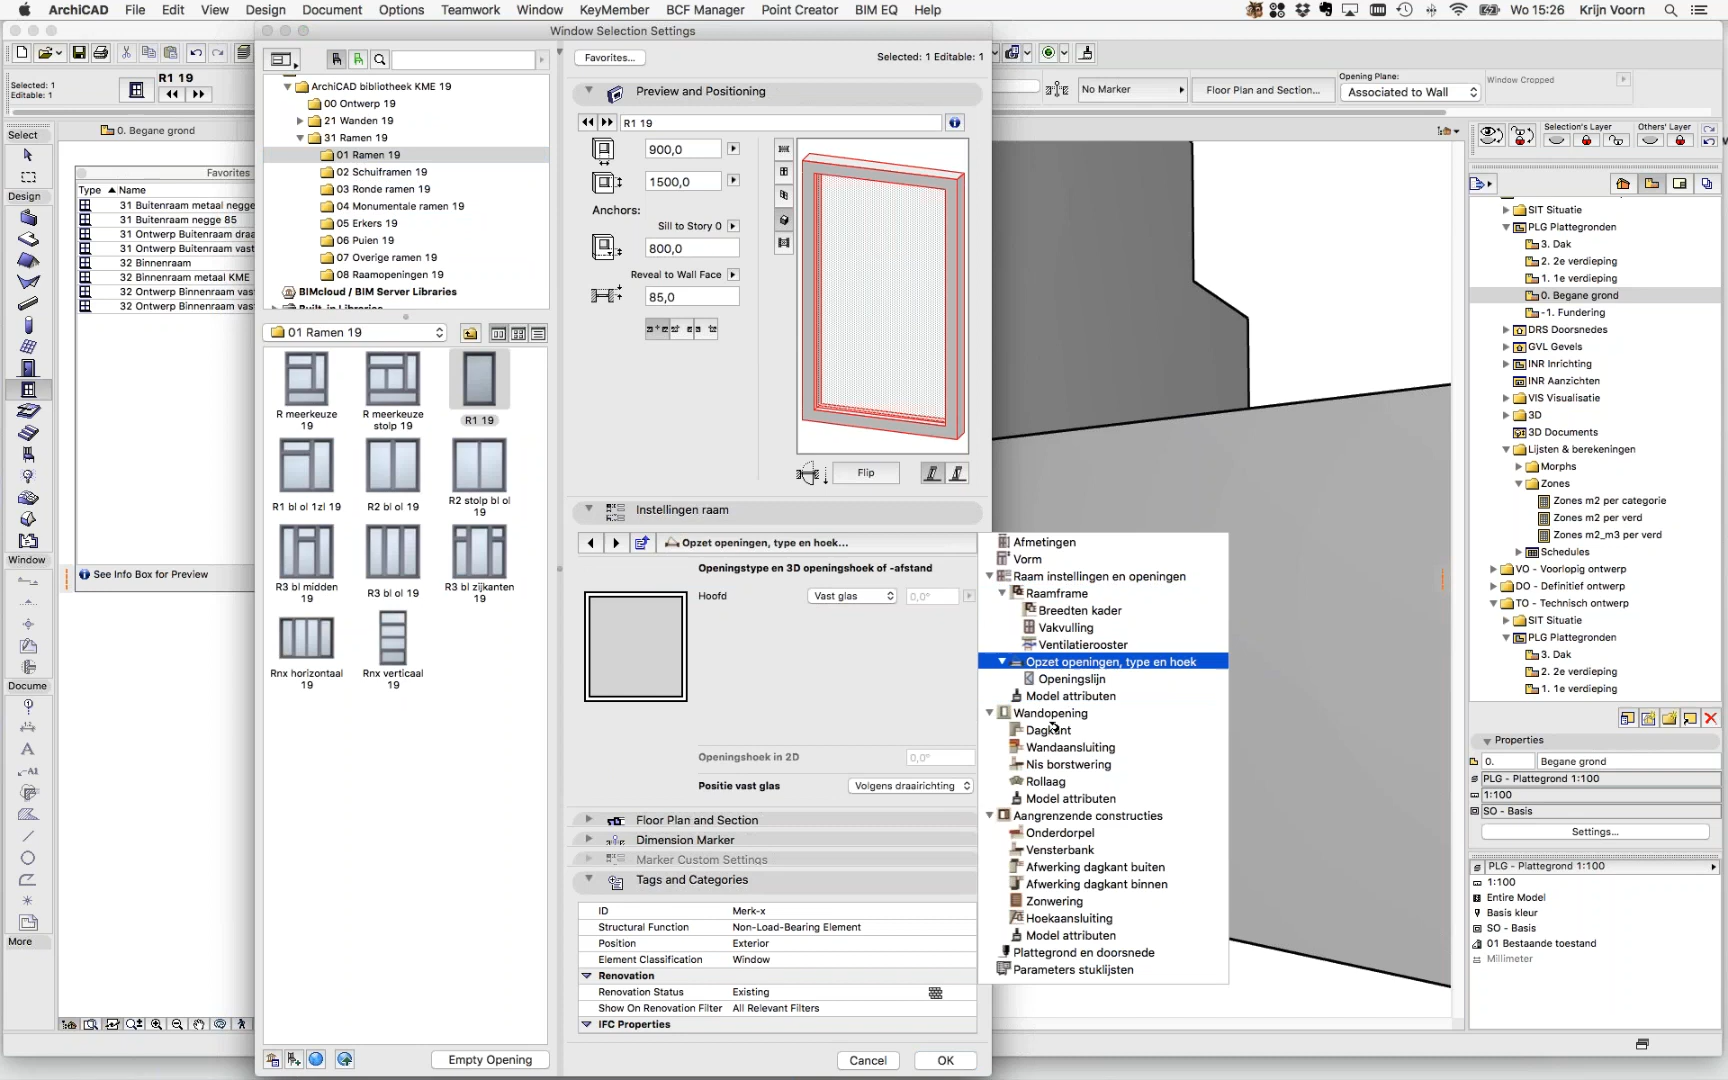 ArchiCAD File Edit View Design Document Options Teamwork Window KeyMember BCF Manager Point Creator BIM EQ Help Wo 15:26 Krijn Voorn
Window Selection Settings
Selected: 1
Editable: 1
R1 19
Favorites...
Selected: 1 Editable: 1
No Marker
Floor Plan and Section...
Opening Plane:
Associated to Wall
Window Cropped
Select
Design
Window
Docume
More
0. Begane grond
Favorites
Type Name
31 Buitenraam metaal negge
31 Buitenraam negge 85
31 Ontwerp Buitenraam draa
31 Ontwerp Buitenraam vast
32 Binnenraam
32 Binnenraam metaal KME
32 Ontwerp Binnenraam vas
32 Ontwerp Binnenraam vas
See Info Box for Preview
ArchiCAD bibliotheek KME 19
00 Ontwerp 19
21 Wanden 19
31 Ramen 19
01 Ramen 19
02 Schuiframen 19
03 Ronde ramen 19
04 Monumentale ramen 19
05 Erkers 19
06 Puien 19
07 Overige ramen 19
08 Raamopeningen 19
BIMcloud / BIM Server Libraries
01 Ramen 19
R meerkeuze 19
R meerkeuze stolp 19
R1 19
R1 bl ol 1zl 19
R2 bl ol 19
R2 stolp bl ol 19
R3 bl midden 19
R3 bl ol 19
R3 bl zijkanten 19
Rnx horizontaal 19
Rnx verticaal 19
Empty Opening
Preview and Positioning
R1 19
900,0
1500,0
Anchors:
Sill to Story 0
800,0
Reveal to Wall Face
85,0
Flip
Instellingen raam
Opzet openingen, type en hoek...
Openingstype en 3D openingshoek of -afstand
Hoofd
Vast glas
0,0°
Openingshoek in 2D
0,0°
Positie vast glas
Volgens draairichting
Floor Plan and Section
Dimension Marker
Marker Custom Settings
Tags and Categories
ID Merk-x
Structural Function Non-Load-Bearing Element
Position Exterior
Element Classification Window
Renovation
Renovation Status Existing
Show On Renovation Filter All Relevant Filters
IFC Properties
Cancel
OK
Afmetingen
Vorm
Raam instellingen en openingen
Raamframe
Breedten kader
Vakvulling
Ventilatierooster
Opzet openingen, type en hoek
Openingslijn
Model attributen
Wandopening
Dagkant
Wandaansluiting
Nis borstwering
Rollaag
Model attributen
Aangrenzende constructies
Onderdorpel
Vensterbank
Afwerking dagkant buiten
Afwerking dagkant binnen
Zonwering
Hoekaansluiting
Model attributen
Plattegrond en doorsnede
Parameters stuklijsten
Selection's Layer
Others' Layer
SIT Situatie
PLG Plattegronden
3. Dak
2. 2e verdieping
1. 1e verdieping
0. Begane grond
-1. Fundering
DRS Doorsnedes
GVL Gevels
INR Inrichting
INR Aanzichten
VIS Visualisatie
3D
3D Documents
Lijsten & berekeningen
Morphs
Zones
Zones m2 per categorie
Zones m2 per verd
Zones m2_m3 per verd
Schedules
VO - Voorlopig ontwerp
DO - Definitief ontwerp
TO - Technisch ontwerp
SIT Situatie
PLG Plattegronden
3. Dak
2. 2e verdieping
1. 1e verdieping
Properties
0. Begane grond
PLG - Plattegrond 1:100
1:100
SO - Basis
Settings...
PLG - Plattegrond 1:100
1:100
Entire Model
Basis kleur
SO - Basis
01 Bestaande toestand
Millimeter